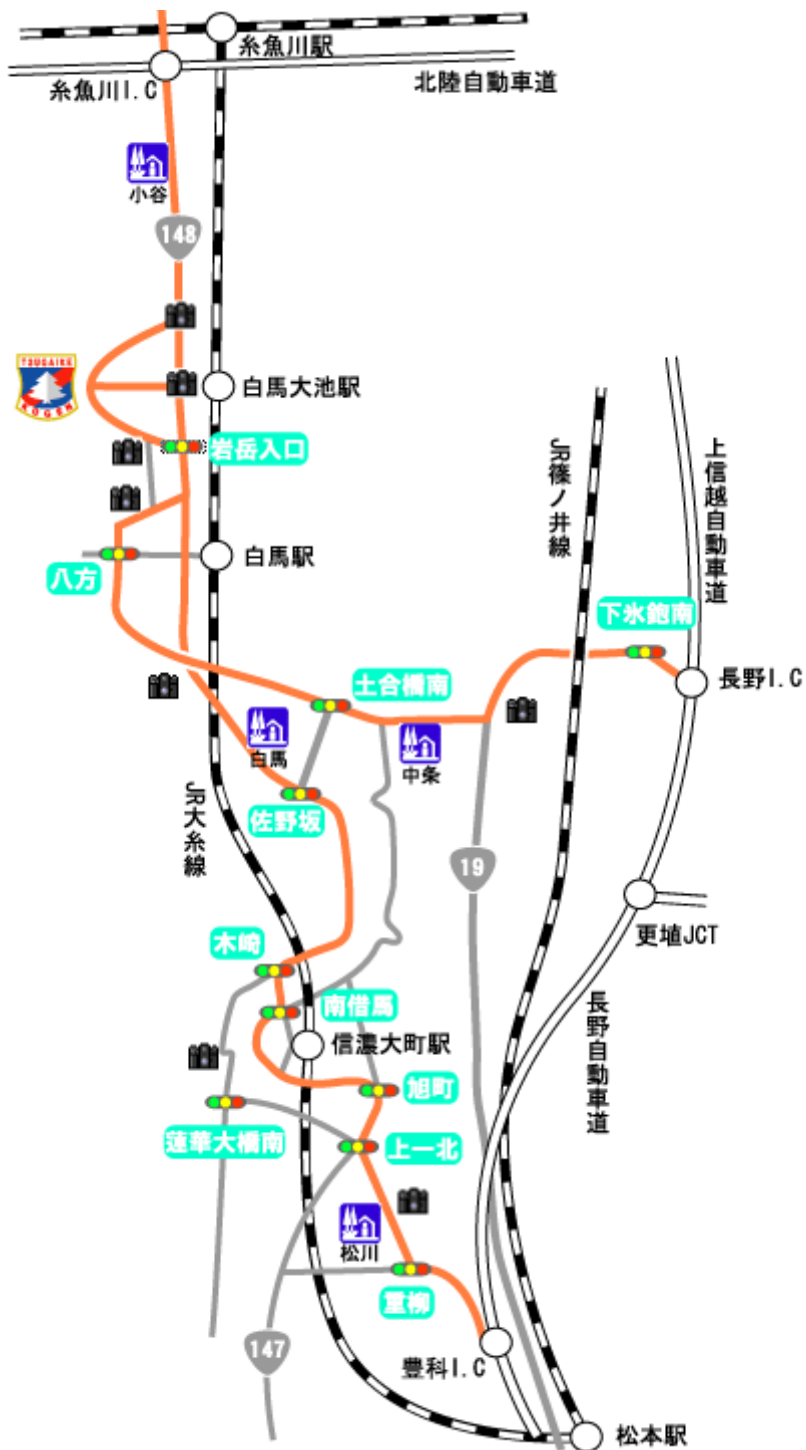 糸魚川駅
糸魚川I.C
北陸自動車道
小谷
148
TSUGAIKE
KOGEN
白馬大池駅
岩岳入口
JR篠ノ井線
上信越自動車道
八方
白馬駅
下氷鉋南
長野I.C
土合橋南
白馬
中条
JR大糸線
佐野坂
19
更埴JCT
木崎
南借馬
信濃大町駅
長野自動車道
旭町
蓮華大橋南
上一北
松川
重柳
147
豊科I.C
松本駅